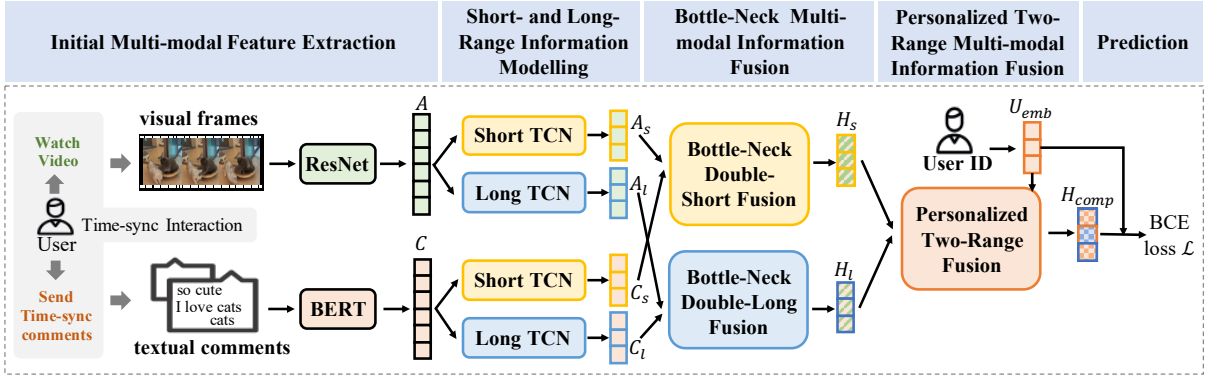 Initial Multi-modal Feature Extraction
Short- and Long-
Range Information
Modelling
Bottle-Neck Multi-
modal Information
Fusion
Personalized Two-
Range Multi-modal
Information Fusion
Prediction
Watch
Video
User
Time-sync Interaction
Send
Time-sync
comments
visual frames
ResNet
A
so cute
I love cats
cats
textual comments
BERT
C
Short TCN
A_s
Long TCN
A_l
Short TCN
C_s
Long TCN
C_l
Bottle-Neck
Double-
Short Fusion
H_s
Bottle-Neck
Double-Long
Fusion
H_l
User ID
U_{emb}
Personalized
Two-Range
Fusion
H_{comp}
BCE
loss ℒ